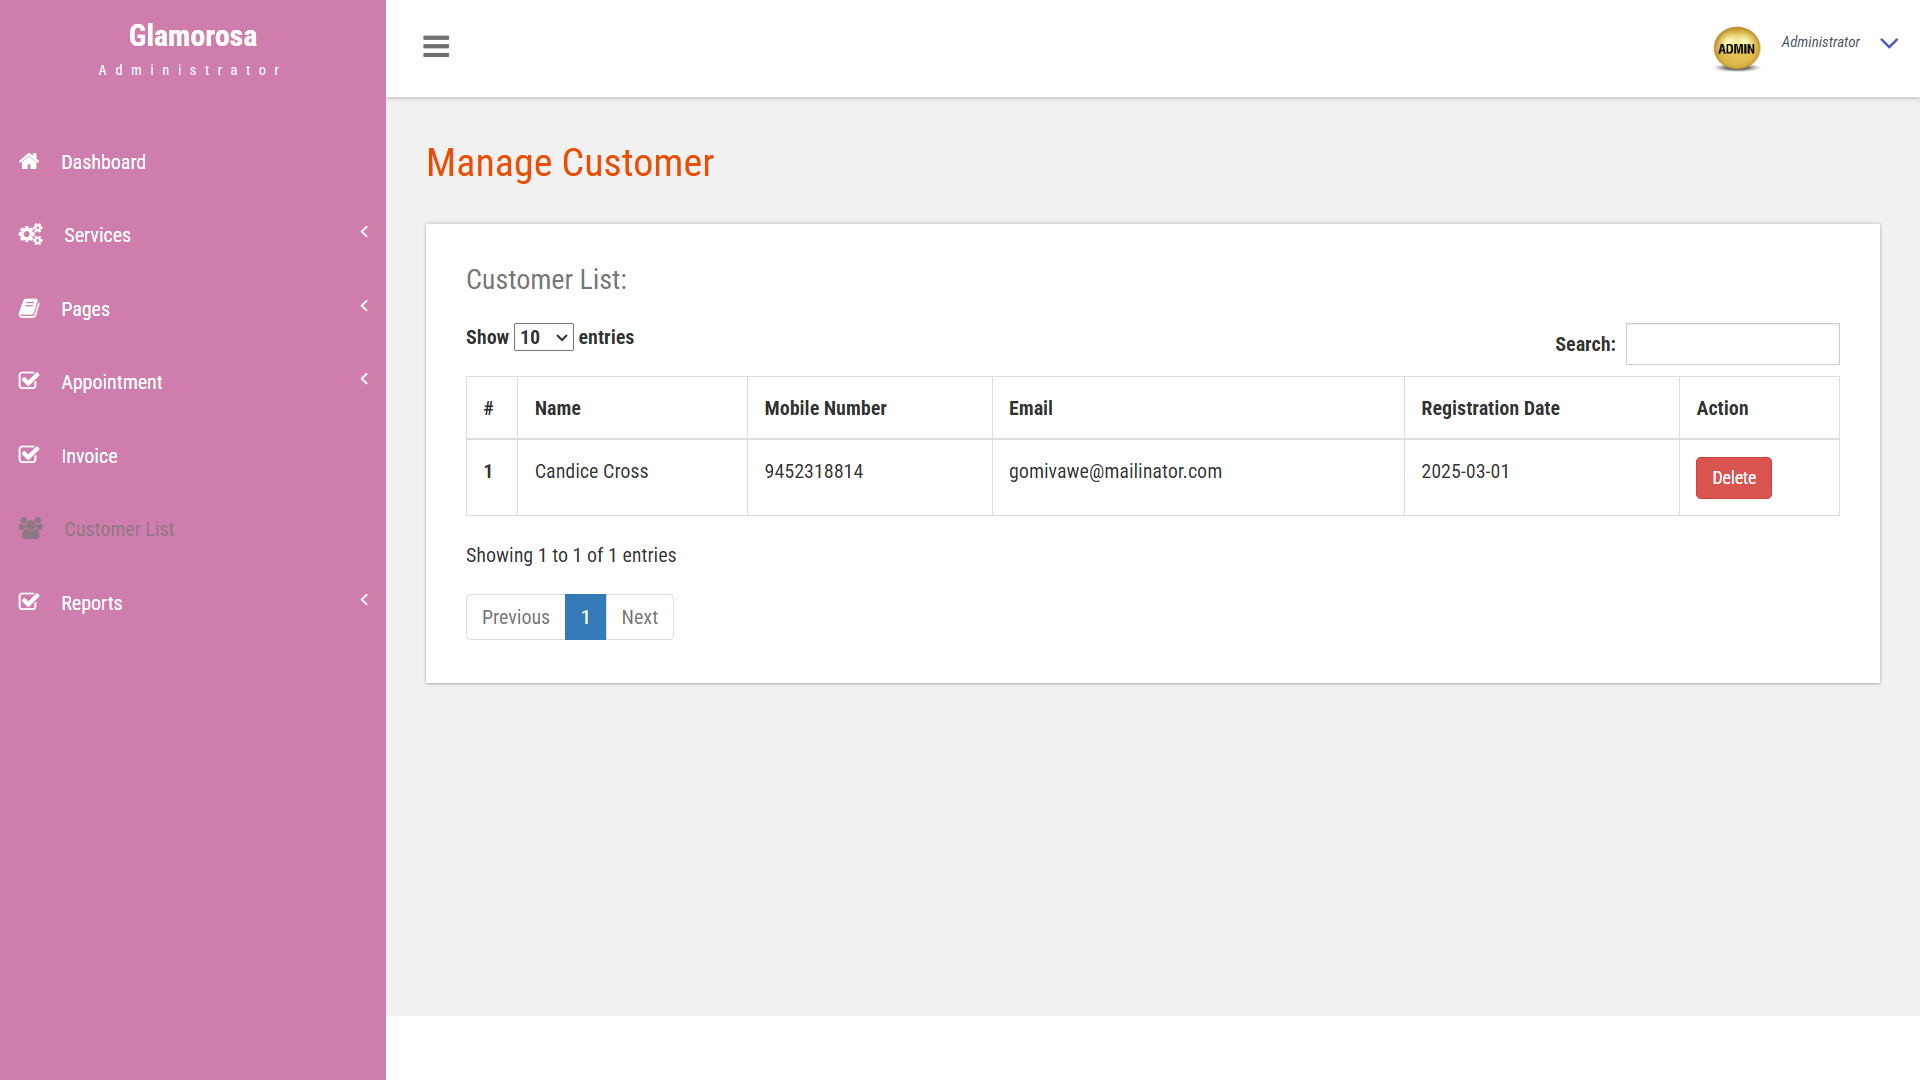 Glamorosa
Administrator
Dashboard
Services
Pages
Appointment
Invoice
Customer List
Reports
ADMIN
Administrator
Manage Customer
Customer List:
Show 10 entries
Search:
# Name Mobile Number Email Registration Date Action
1 Candice Cross 9452318814 gomivawe@mailinator.com 2025-03-01 Delete
Showing 1 to 1 of 1 entries
Previous 1 Next